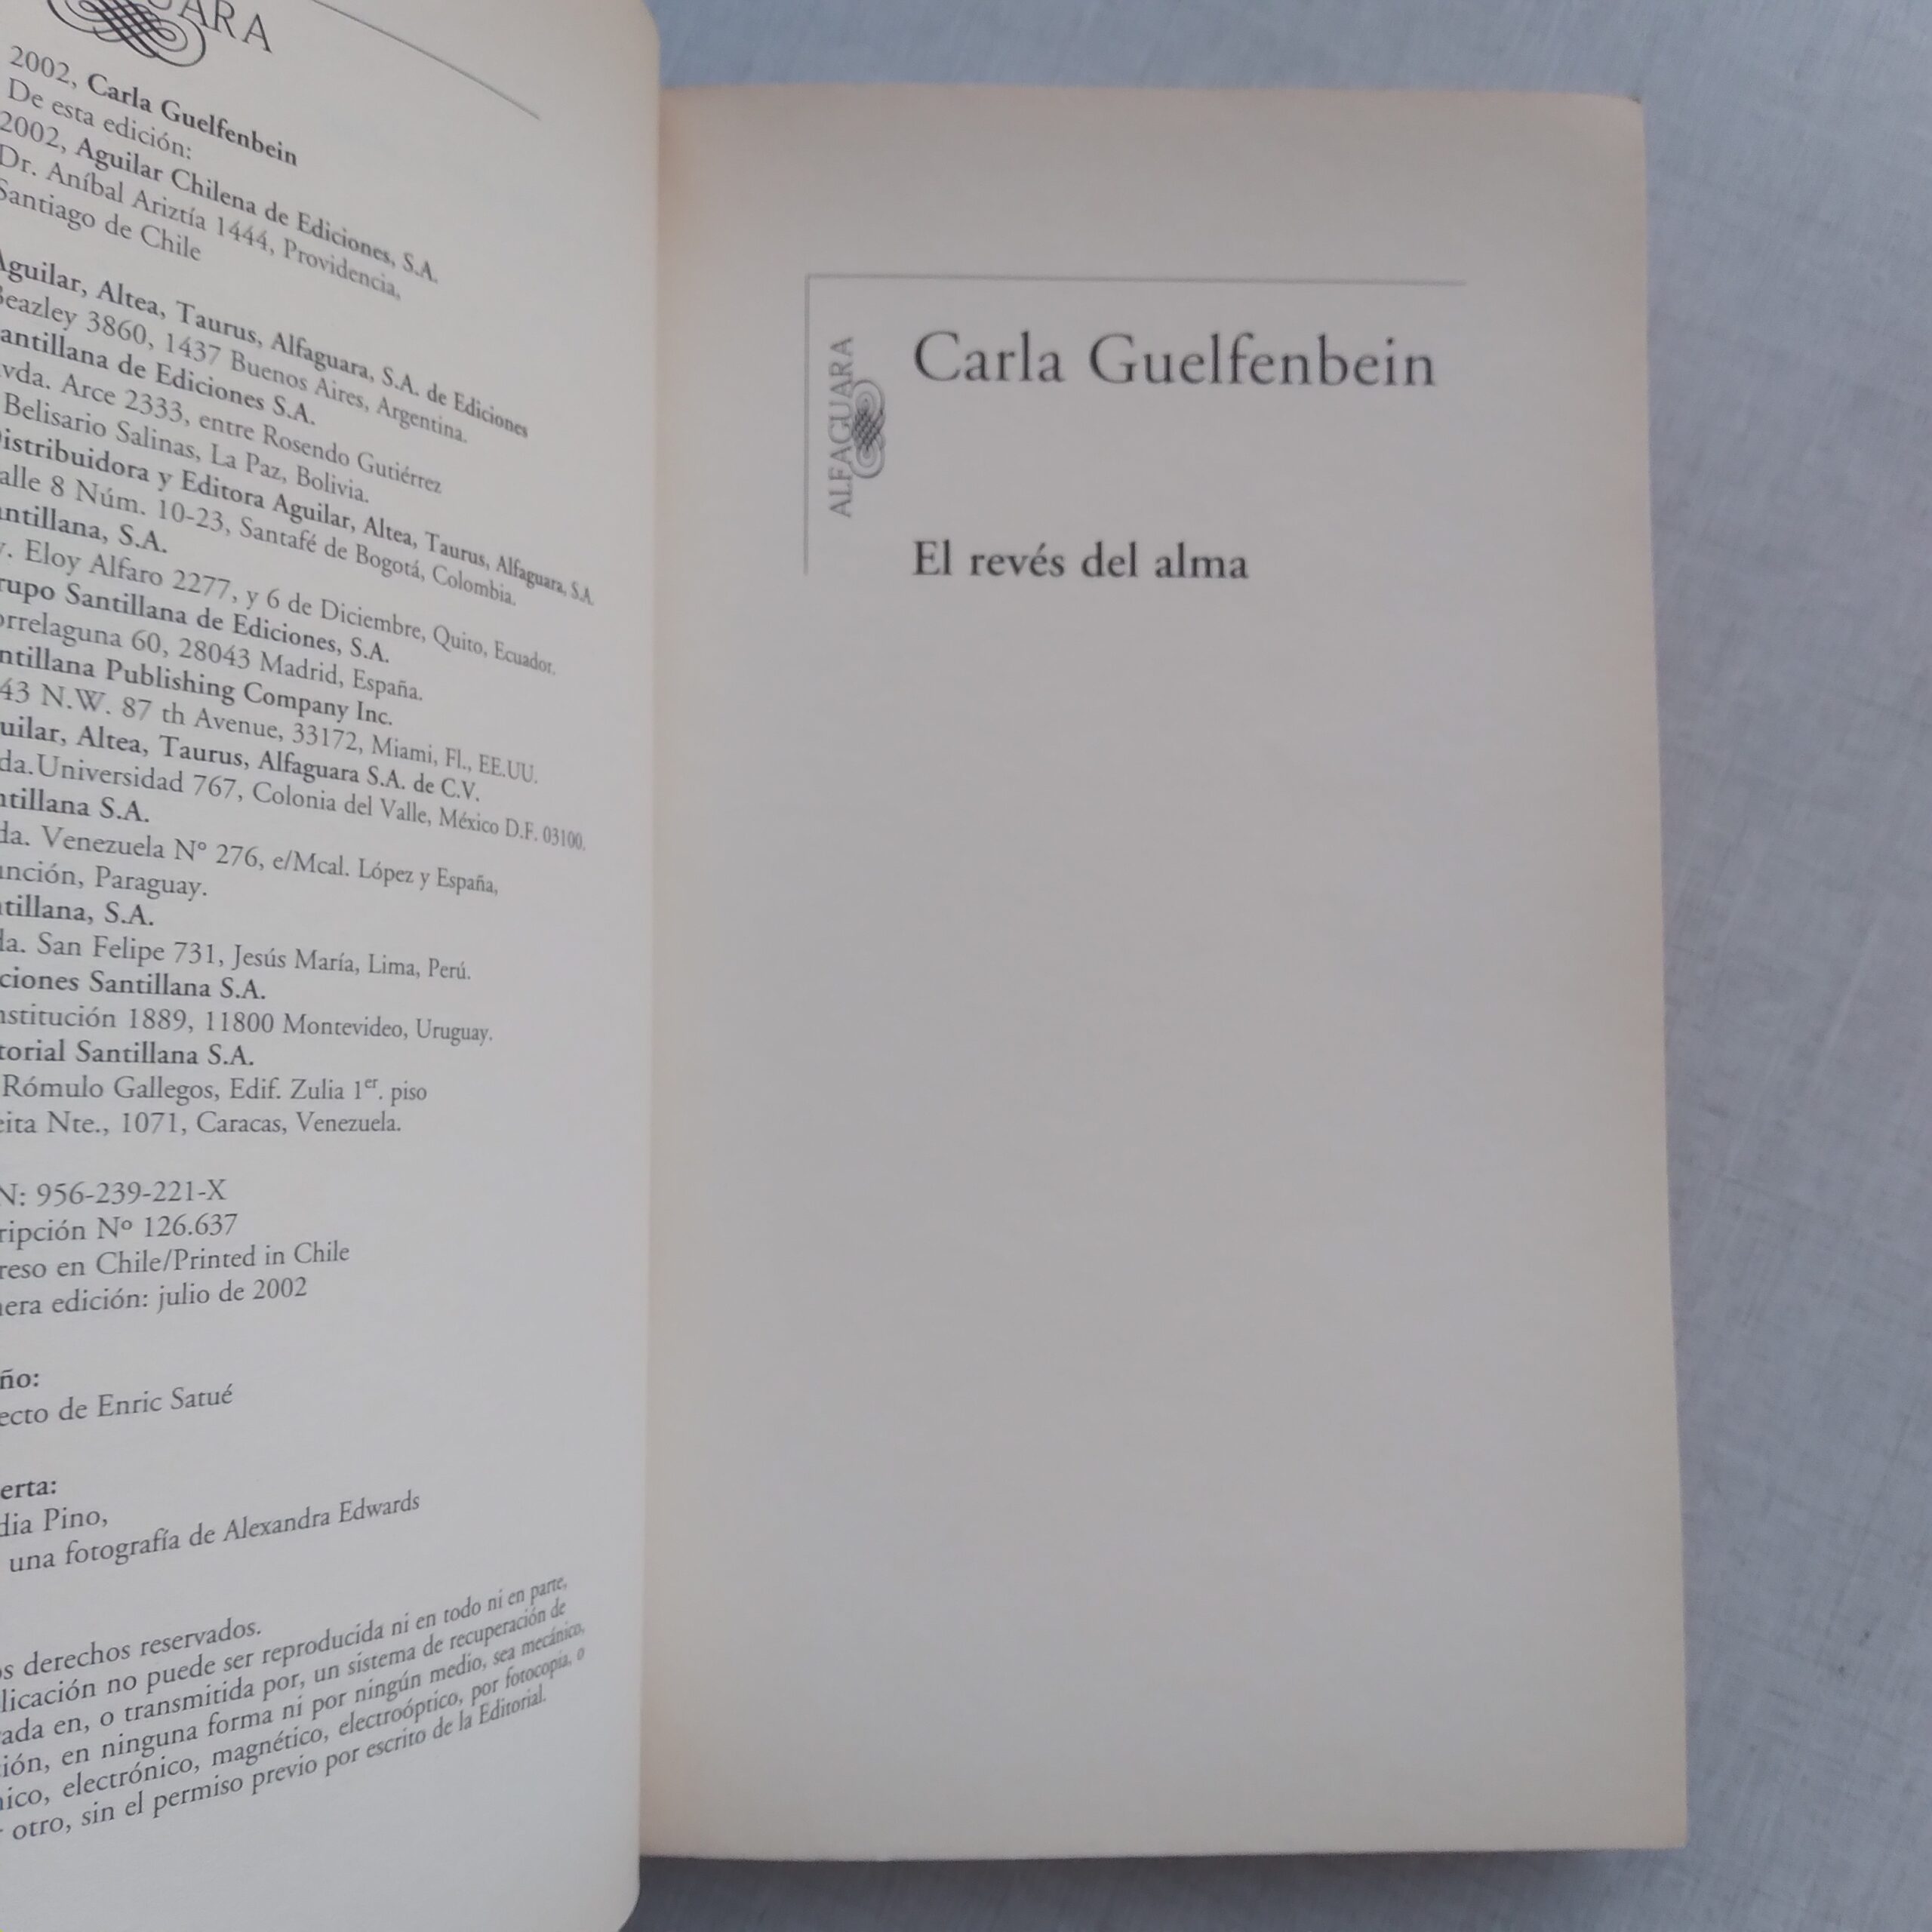 2002, Carla Guelfenbein
De esta edición:
2002, Aguilar Chilena de Ediciones, S.A.
Dr. Aníbal Ariztía 1444, Providencia,
Santiago de Chile
Aguilar, Altea, Taurus, Alfaguara, S.A. de Ediciones
Beazley 3860, 1437 Buenos Aires, Argentina.
antillana de Ediciones S.A.
vda. Arce 2333, entre Rosendo Gutiérrez
Belisario Salinas, La Paz, Bolivia.
istribuidora y Editora Aguilar, Altea, Taurus, Alfaguara, S.A.
alle 8 Núm. 10-23, Santafé de Bogotá, Colombia.
ntillana, S.A.
. Eloy Alfaro 2277, y 6 de Diciembre, Quito, Ecuador.
rupo Santillana de Ediciones, S.A.
orrelaguna 60, 28043 Madrid, España.
ntillana Publishing Company Inc.
43 N.W. 87 th Avenue, 33172, Miami, Fl., EE.UU.
uilar, Altea, Taurus, Alfaguara S.A. de C.V.
da.Universidad 767, Colonia del Valle, México D.F. 03100.
ntillana S.A.
da. Venezuela N° 276, e/Mcal. López y España,
unción, Paraguay.
tillana, S.A.
da. San Felipe 731, Jesús María, Lima, Perú.
ciones Santillana S.A.
nstitución 1889, 11800 Montevideo, Uruguay.
torial Santillana S.A.
Rómulo Gallegos, Edif. Zulia 1er. piso
eita Nte., 1071, Caracas, Venezuela.
N: 956-239-221-X
ripción Nº 126.637
reso en Chile/Printed in Chile
era edición: julio de 2002
ño:
ecto de Enric Satué
erta:
dia Pino,
una fotografía de Alexandra Edwards
s derechos reservados.
licación no puede ser reproducida ni en todo ni en parte,
ada en, o transmitida por, un sistema de recuperación de
ión, en ninguna forma ni por ningún medio, sea mecánico,
ico, electrónico, magnético, electroóptico, por fotocopia, o
otro, sin el permiso previo por escrito de la Editorial.
ALFAGUARA
Carla Guelfenbein
El revés del alma